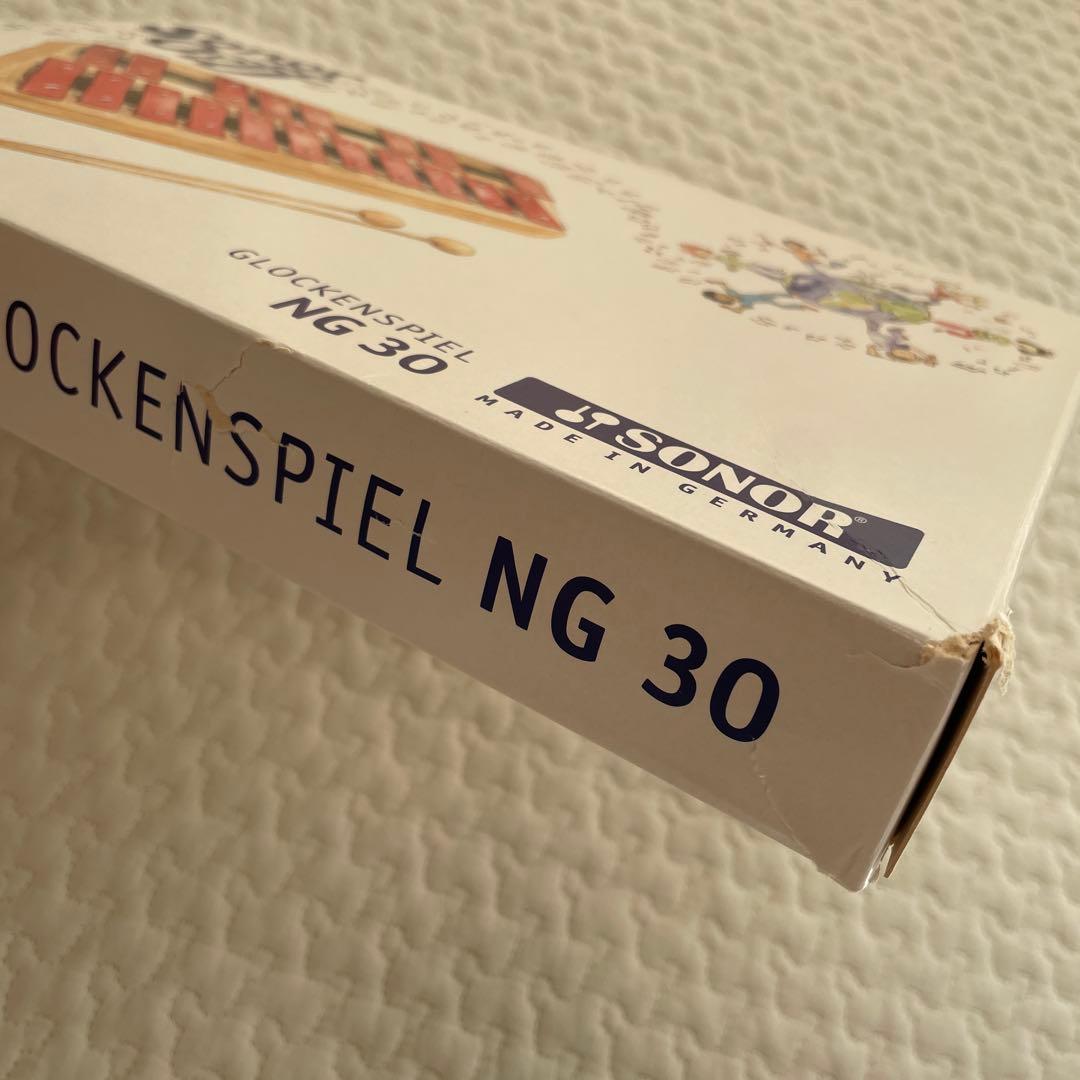 GLOCKENSPIEL
NG 30
SONOR®
MADE IN GERMANY
OCKENSPIEL NG 30